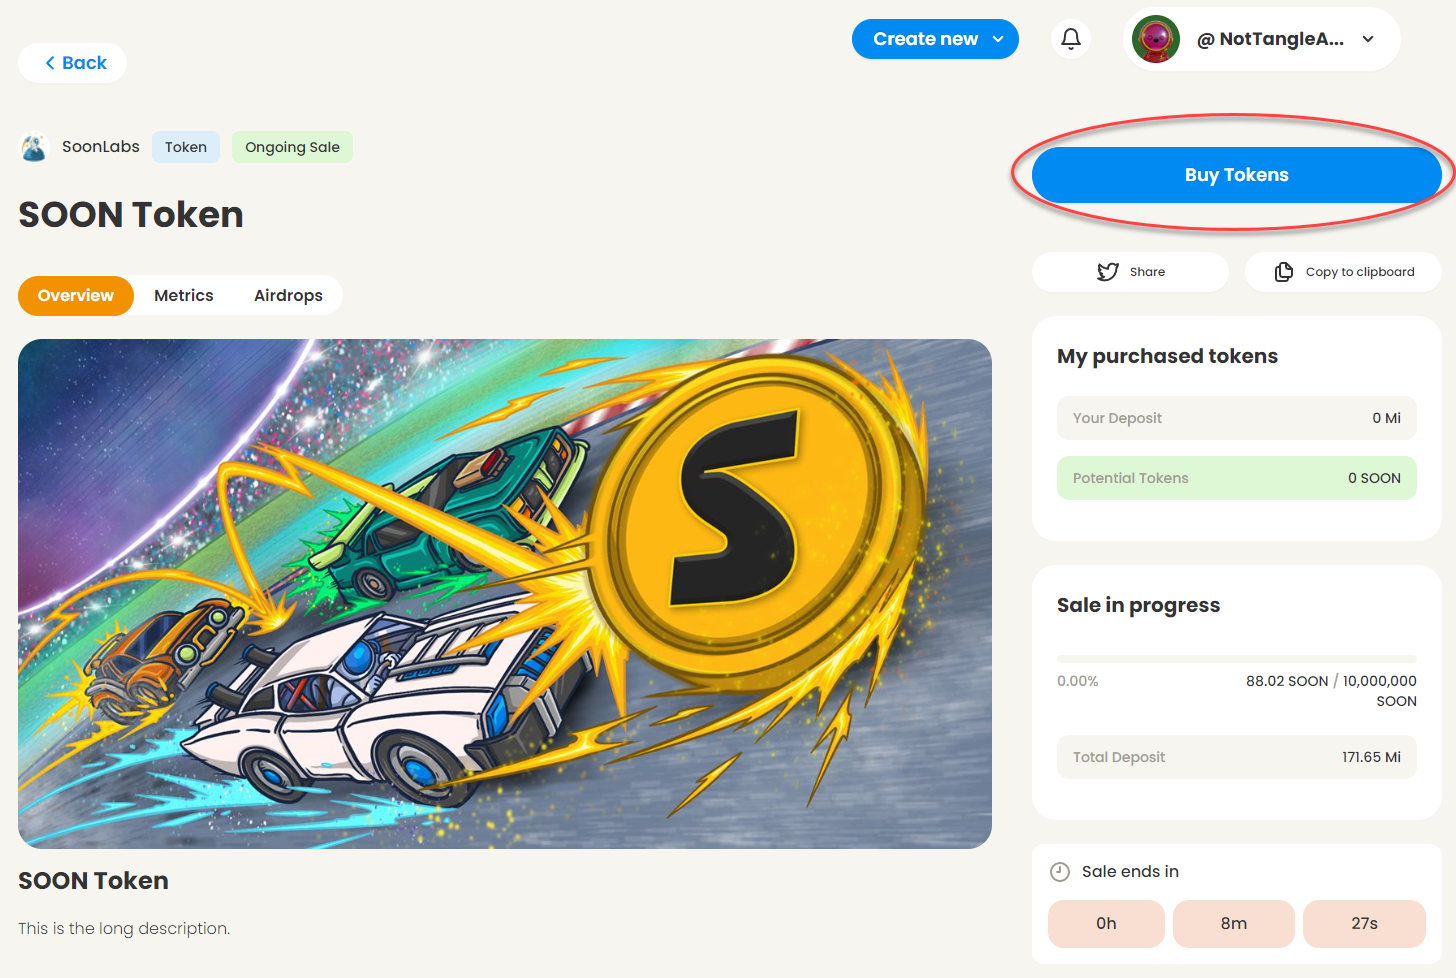 Create new
@ NotTangleA...
Back
SoonLabs Token Ongoing Sale
Buy Tokens
SOON Token
Share
Copy to clipboard
Overview Metrics Airdrops
My purchased tokens
Your Deposit 0 Mi
Potential Tokens 0 SOON
S
Sale in progress
0.00% 88.02 SOON / 10,000,000
SOON
Total Deposit 171.65 Mi
SOON Token
This is the long description.
Sale ends in
0h 8m 27s